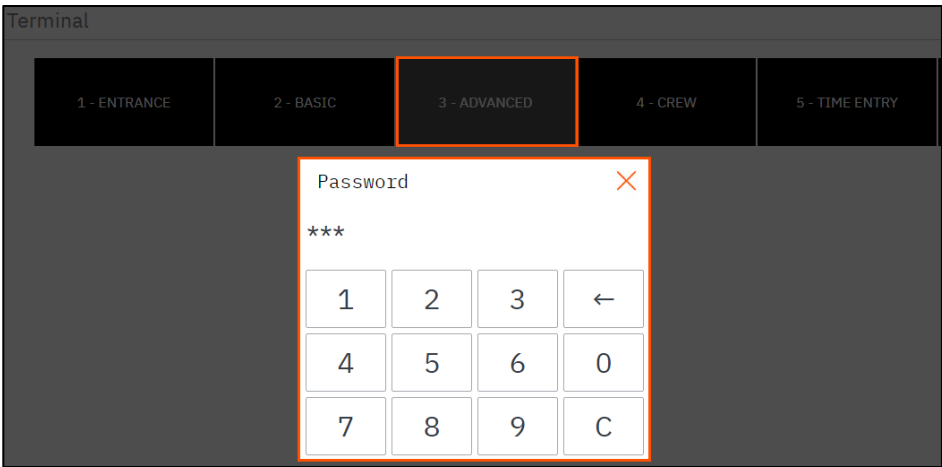 Terminal
1 - ENTRANCE 2 - BASIC 3 - ADVANCED 4 - CREW 5 - TIME ENTRY
Password
***
1 2 3 ←
4 5 6 0
7 8 9 C